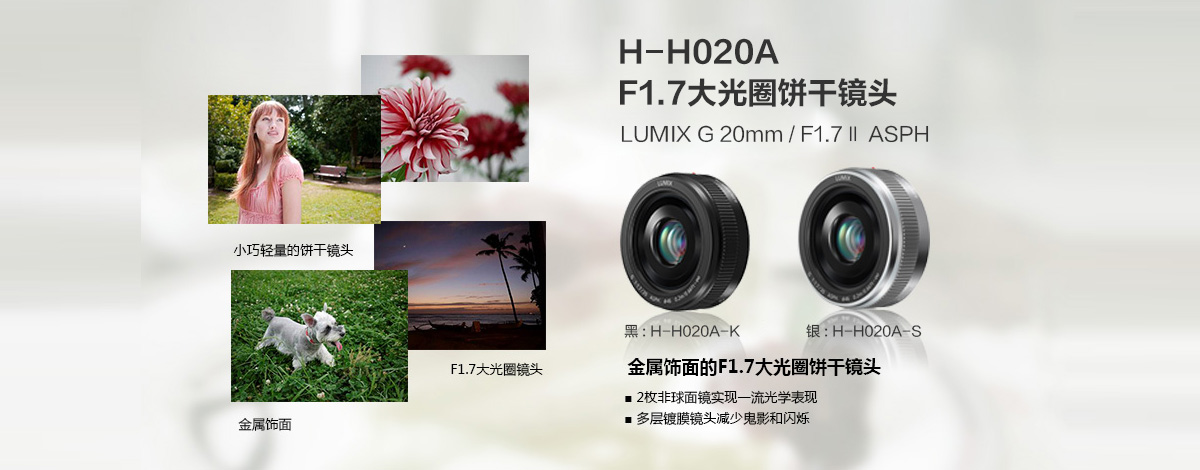 H-H020A
F1.7大光圈饼干镜头
LUMIX G 20mm / F1.7 II ASPH
LUMIX
LUMIX
黑 : H-H020A-K
银 : H-H020A-S
金属饰面的F1.7大光圈饼干镜头
■ 2枚非球面镜实现一流光学表现
■ 多层镀膜镜头减少鬼影和闪烁
小巧轻量的饼干镜头
F1.7大光圈镜头
金属饰面